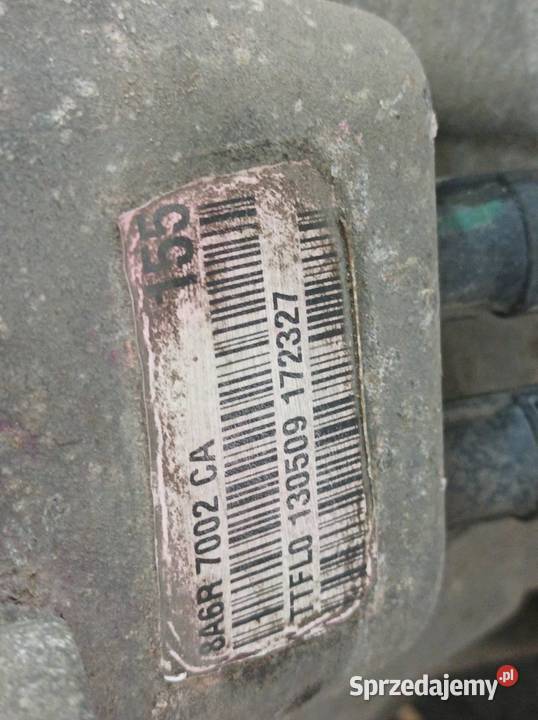 155
8A6R 7002 CA
TTFL0 130509 172327
Sprzedajemy.pl